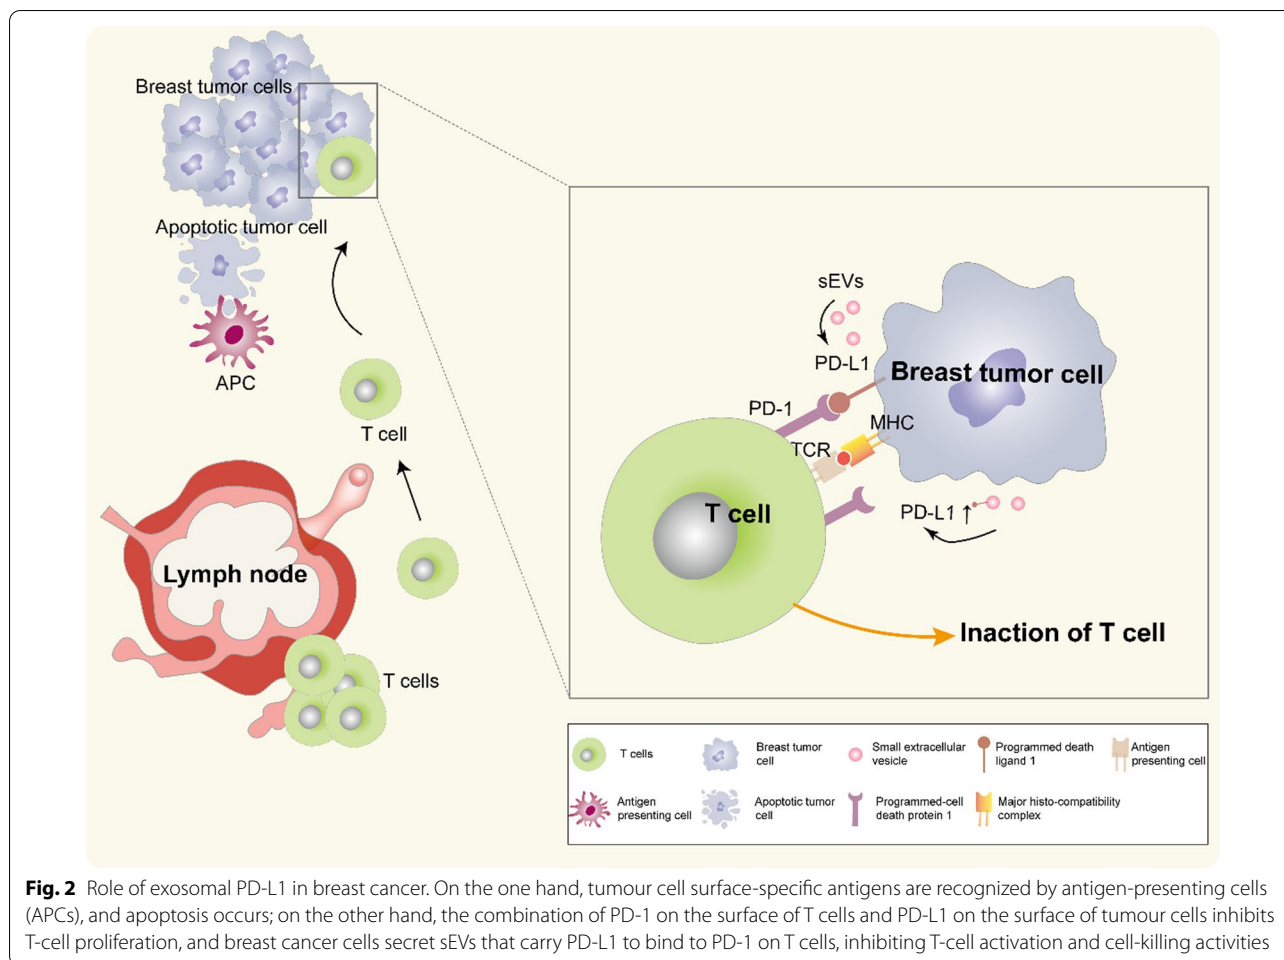 Breast tumor cells
Apoptotic tumor cell
APC
T cell
Lymph node
T cells
sEVs
PD-L1
Breast tumor cell
PD-1
MHC
TCR
T cell
PD-L1 ↑
Inaction of T cell
T cells
Breast tumor
cell
Small extracellular
vesicle
Programmed death
ligand 1
Antigen
presenting cell
Antigen
presenting cell
Apoptotic tumor
cell
Programmed-cell
death protein 1
Major histo-compatibility
complex
Fig. 2 Role of exosomal PD-L1 in breast cancer. On the one hand, tumour cell surface-specific antigens are recognized by antigen-presenting cells
(APCs), and apoptosis occurs; on the other hand, the combination of PD-1 on the surface of T cells and PD-L1 on the surface of tumour cells inhibits
T-cell proliferation, and breast cancer cells secret sEVs that carry PD-L1 to bind to PD-1 on T cells, inhibiting T-cell activation and cell-killing activities